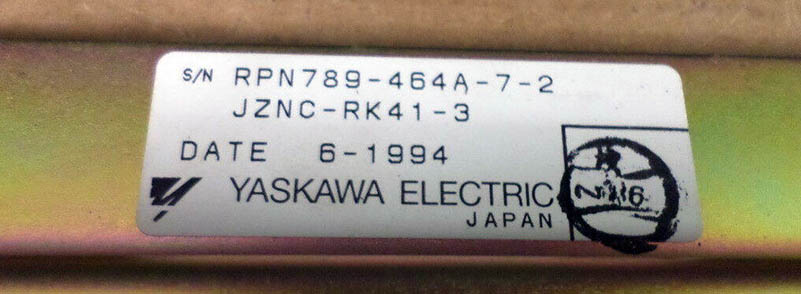 S/N RPN789-464A-7-2
JZNC-RK41-3
DATE 6-1994
YASKAWA ELECTRIC
JAPAN